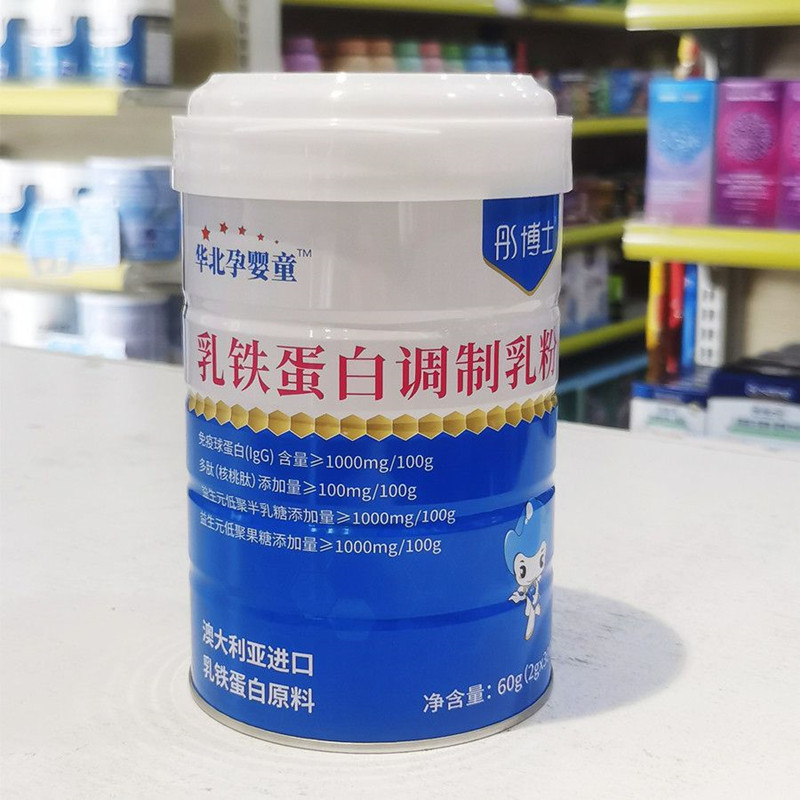 华北孕婴童™
彤博士
乳铁蛋白调制乳粉
免疫球蛋白(IgG) 含量≥1000mg/100g
多肽(核桃肽)添加量≥100mg/100g
益生元低聚半乳糖添加量≥1000mg/100g
益生元低聚果糖添加量≥1000mg/100g
澳大利亚进口
乳铁蛋白原料
净含量：60g(2gx3